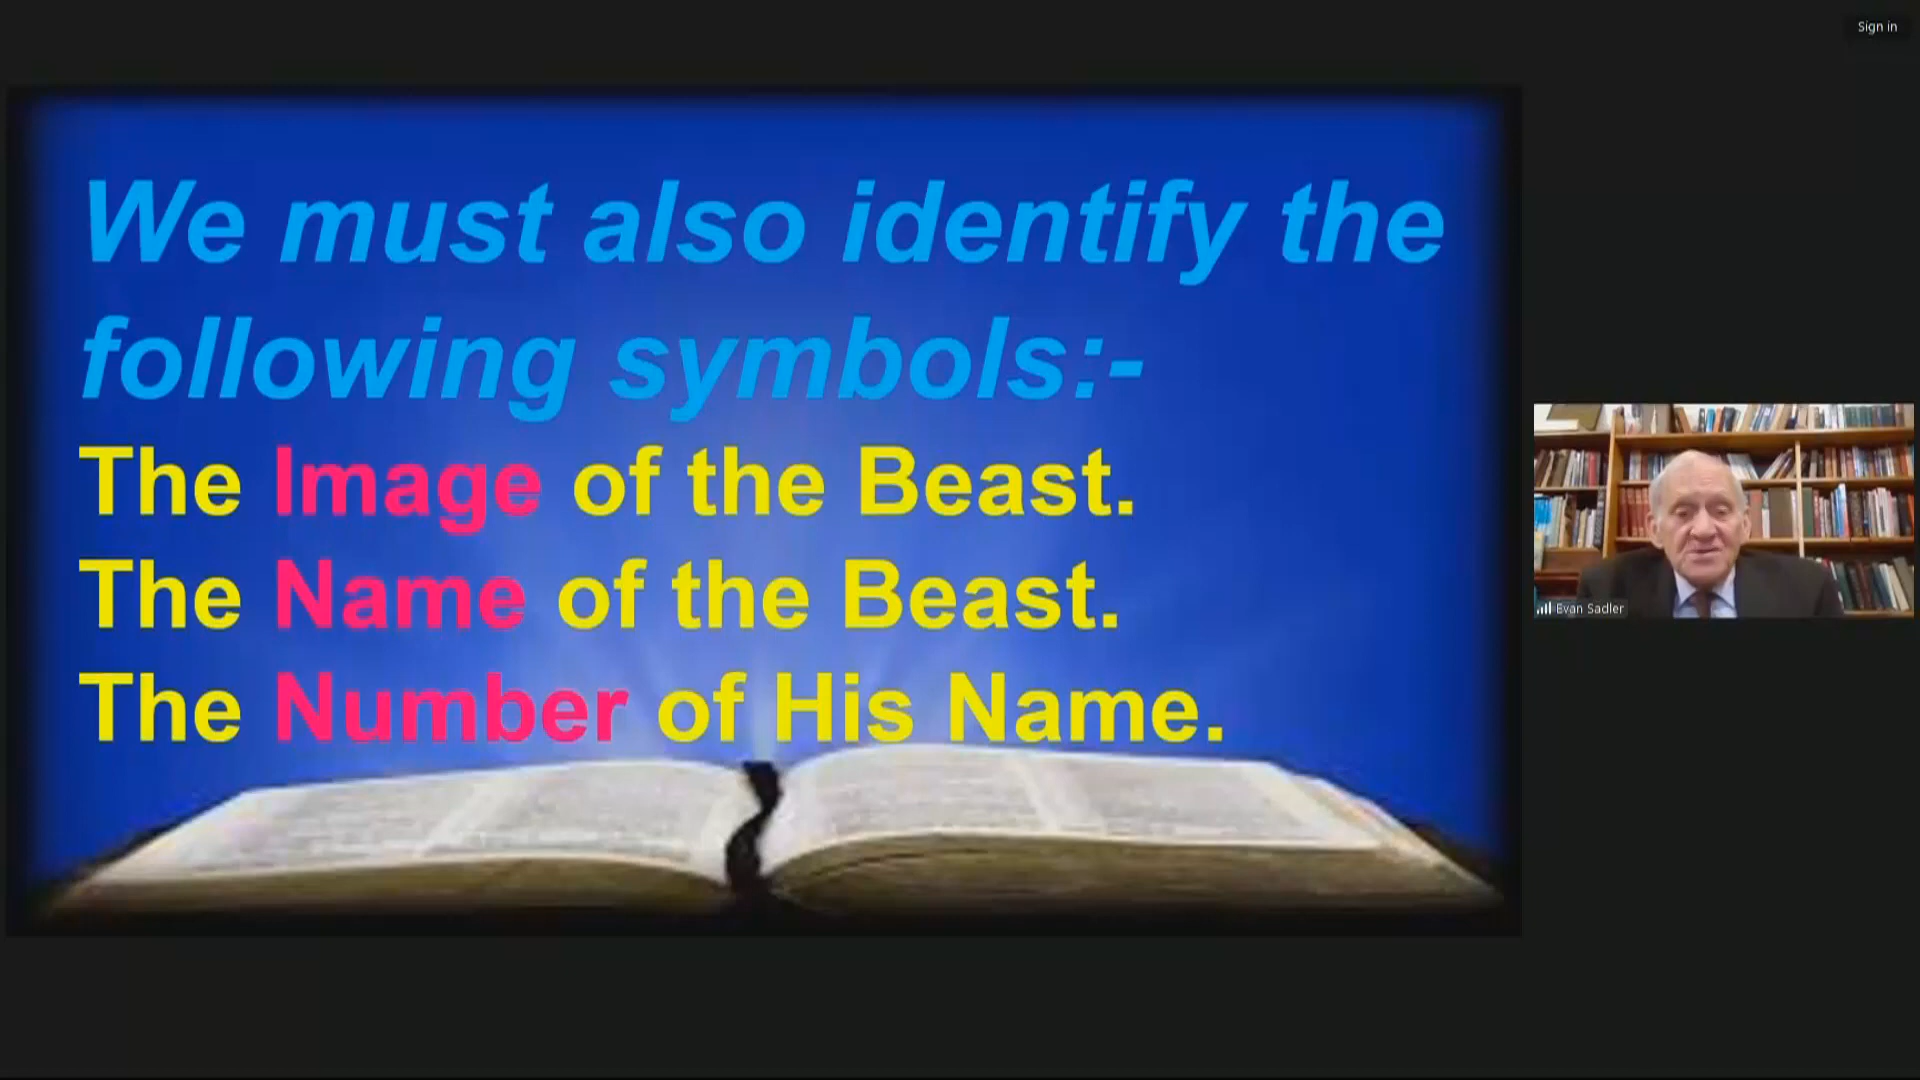 Sign in
We must also identify the
following symbols:-
The Image of the Beast.
The Name of the Beast.
The Number of His Name.
Evan Sadler